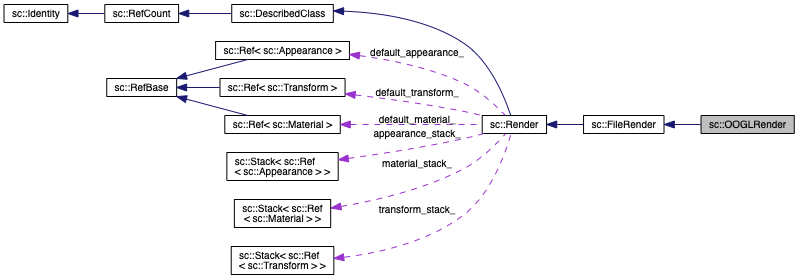 sc::Identity
sc::RefCount
sc::DescribedClass
sc::Ref< sc::Appearance >
default_appearance_
sc::RefBase
sc::Ref< sc::Transform >
default_transform_
sc::Ref< sc::Material >
default_material_
sc::Render
sc::FileRender
sc::OOGLRender
appearance_stack_
sc::Stack< sc::Ref
< sc::Appearance > >
material_stack_
sc::Stack< sc::Ref
< sc::Material > >
transform_stack_
sc::Stack< sc::Ref
< sc::Transform > >